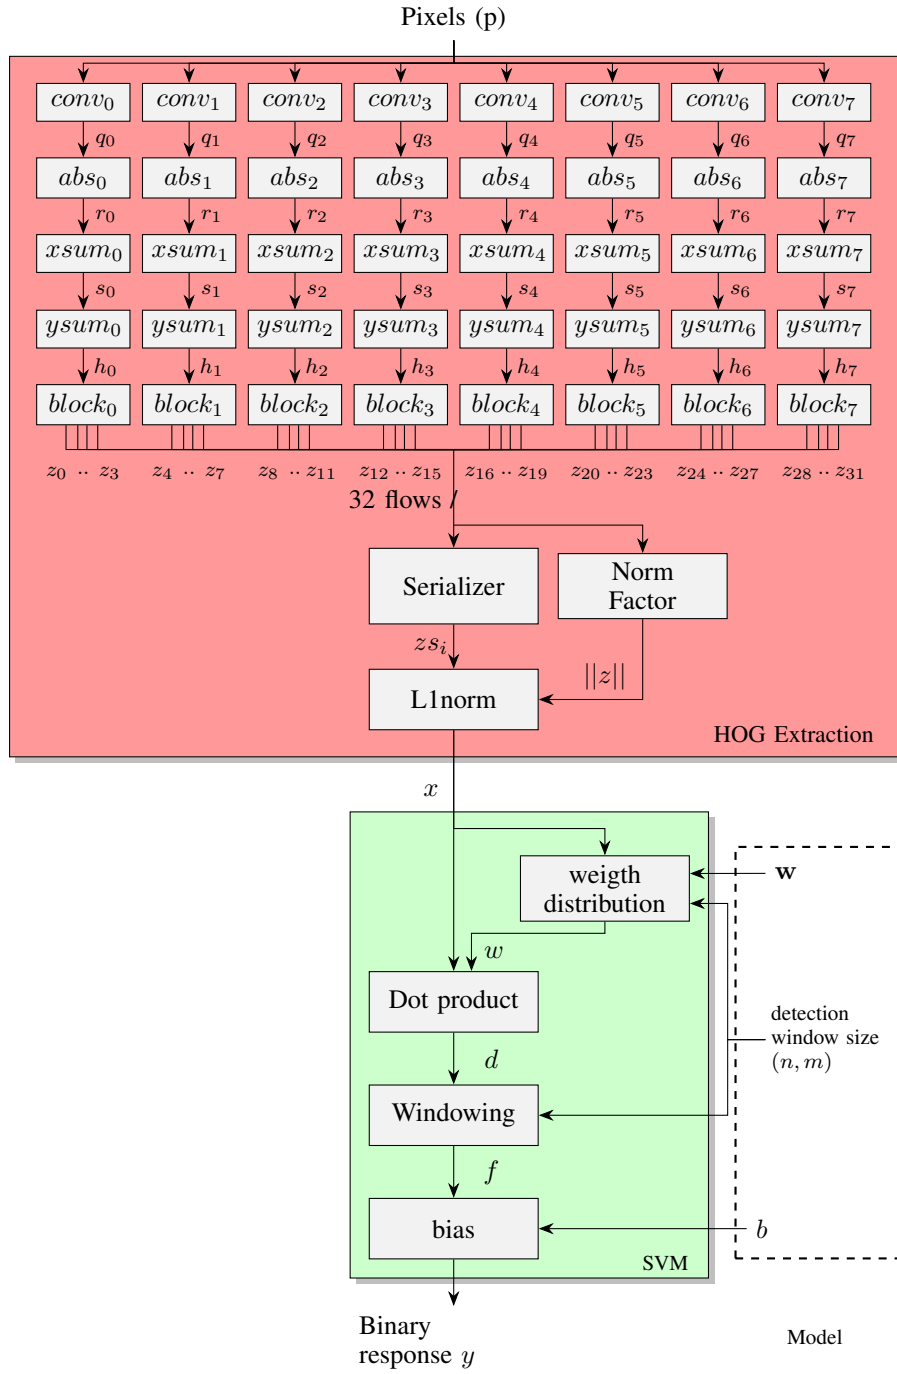 Pixels (p)
conv₀ conv₁ conv₂ conv₃ conv₄ conv₅ conv₆ conv₇
q₀ q₁ q₂ q₃ q₄ q₅ q₆ q₇
abs₀ abs₁ abs₂ abs₃ abs₄ abs₅ abs₆ abs₇
r₀ r₁ r₂ r₃ r₄ r₅ r₆ r₇
xsum₀ xsum₁ xsum₂ xsum₃ xsum₄ xsum₅ xsum₆ xsum₇
s₀ s₁ s₂ s₃ s₄ s₅ s₆ s₇
ysum₀ ysum₁ ysum₂ ysum₃ ysum₄ ysum₅ ysum₆ ysum₇
h₀ h₁ h₂ h₃ h₄ h₅ h₆ h₇
block₀ block₁ block₂ block₃ block₄ block₅ block₆ block₇
z₀ .. z₃ z₄ .. z₇ z₈ .. z₁₁ z₁₂ .. z₁₅ z₁₆ .. z₁₉ z₂₀ .. z₂₃ z₂₄ .. z₂₇ z₂₈ .. z₃₁
32 flows /
Serializer
Norm
Factor
zsᵢ
||z||
L1norm
HOG Extraction
x
weigth
distribution
w
w
Dot product
detection
window size
(n, m)
d
Windowing
f
bias
b
SVM
Binary
response y
Model